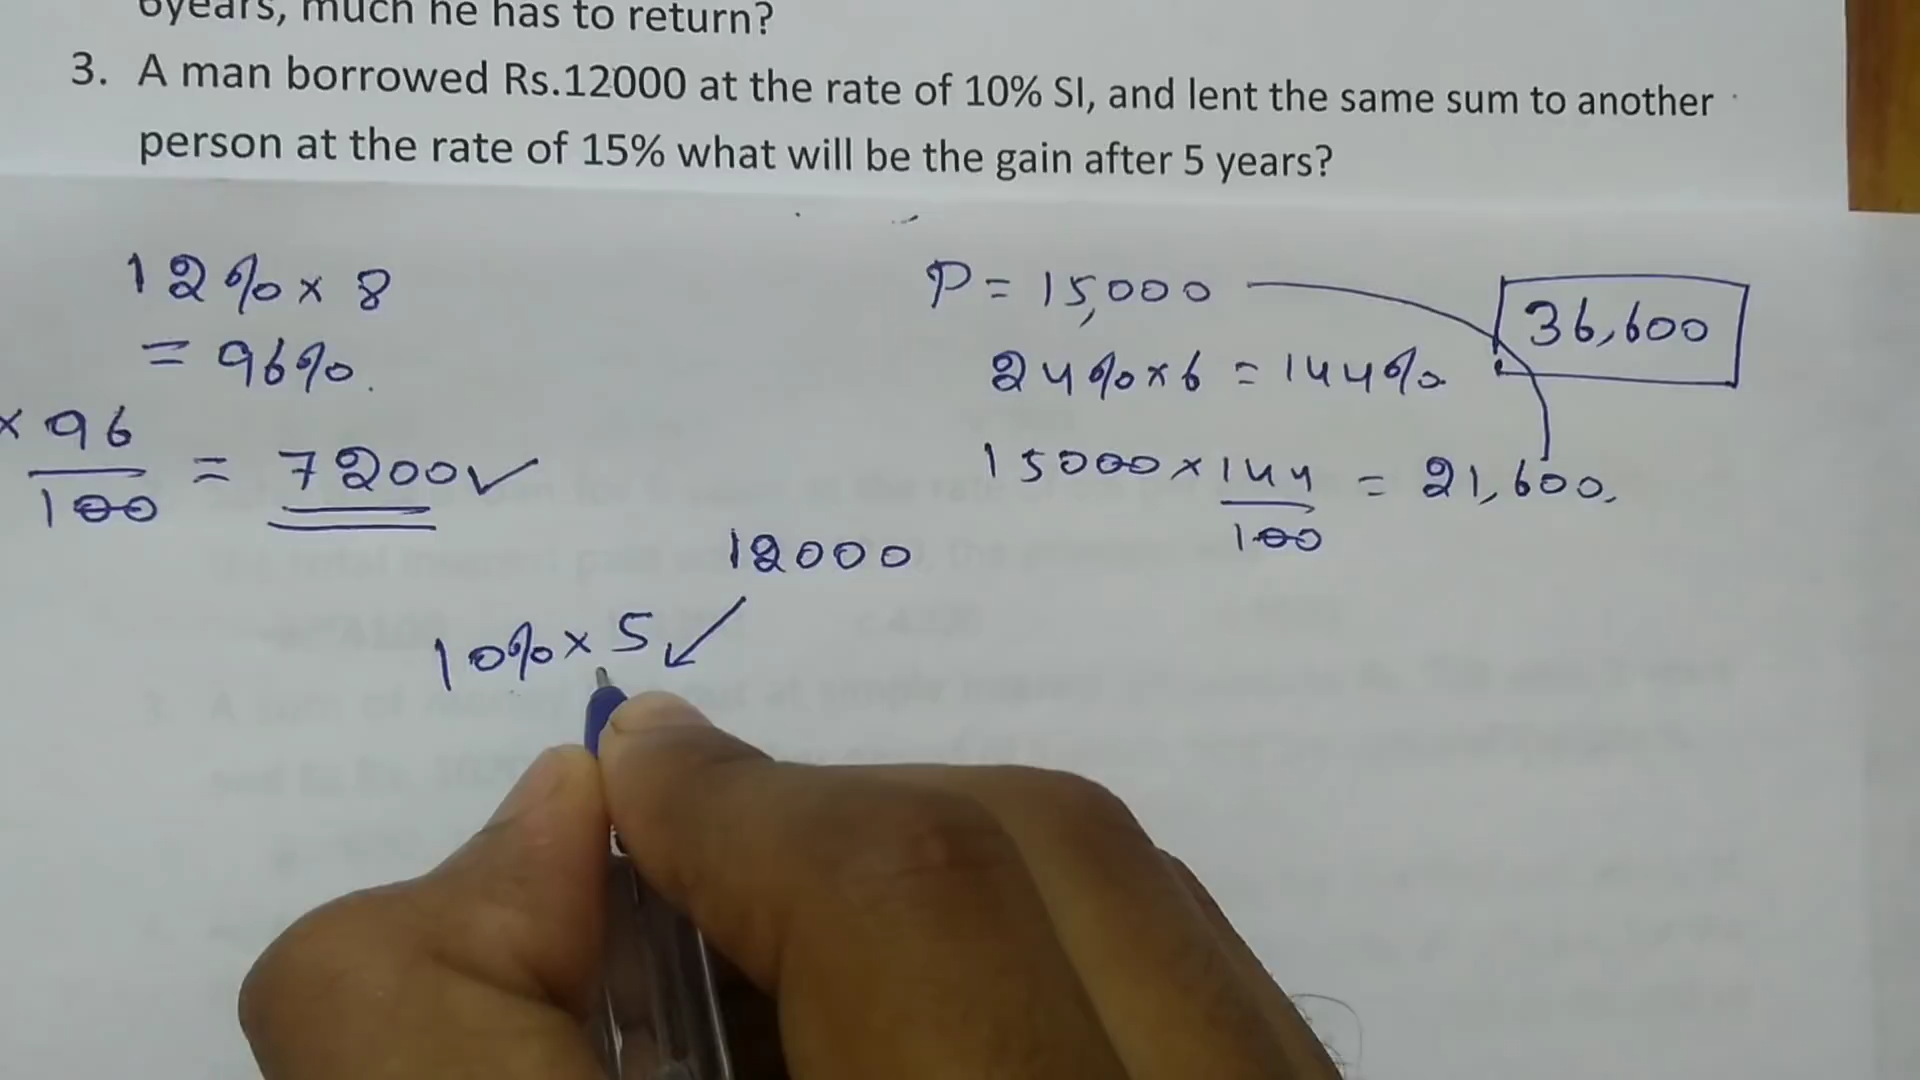 6years, much he has to return?
3. A man borrowed Rs.12000 at the rate of 10% SI, and lent the same sum to another
person at the rate of 15% what will be the gain after 5 years?
12% × 8
= 96%.
× 96
100
= 7200✓
P = 15,000
36,600
24% × 6 = 144%
15000 × 144
100
= 21,600.
12000
10% × 5